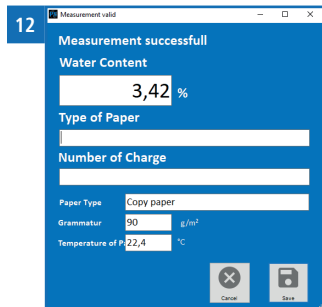 12
Measurement valid
Measurement successfull
Water Content
3,42 %
Type of Paper
Number of Charge
Paper Type Copy paper
Grammatur 90 g/m²
Temperature of Pa 22,4 °C
Cancel Save